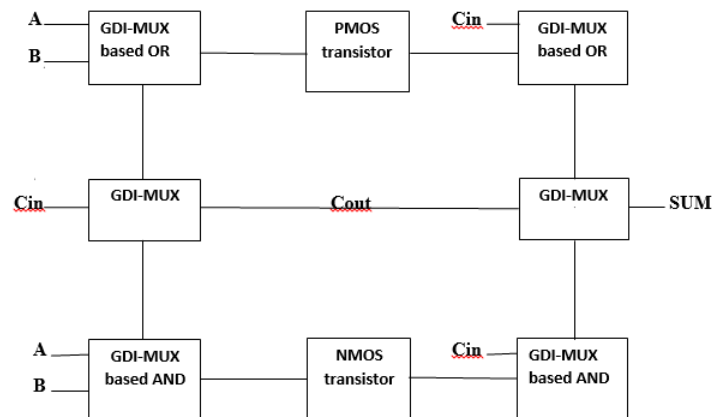 A
B
GDI-MUX
based OR
PMOS
transistor
Cin
GDI-MUX
based OR
Cin
GDI-MUX
Cout
GDI-MUX
SUM
A
B
GDI-MUX
based AND
NMOS
transistor
Cin
GDI-MUX
based AND